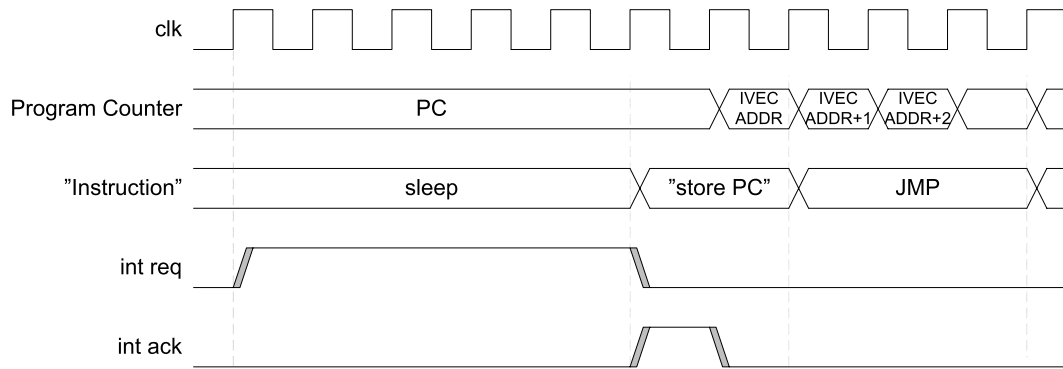 clk
Program Counter
PC
IVEC
ADDR
IVEC
ADDR+1
IVEC
ADDR+2
”Instruction”
sleep
”store PC”
JMP
int req
int ack